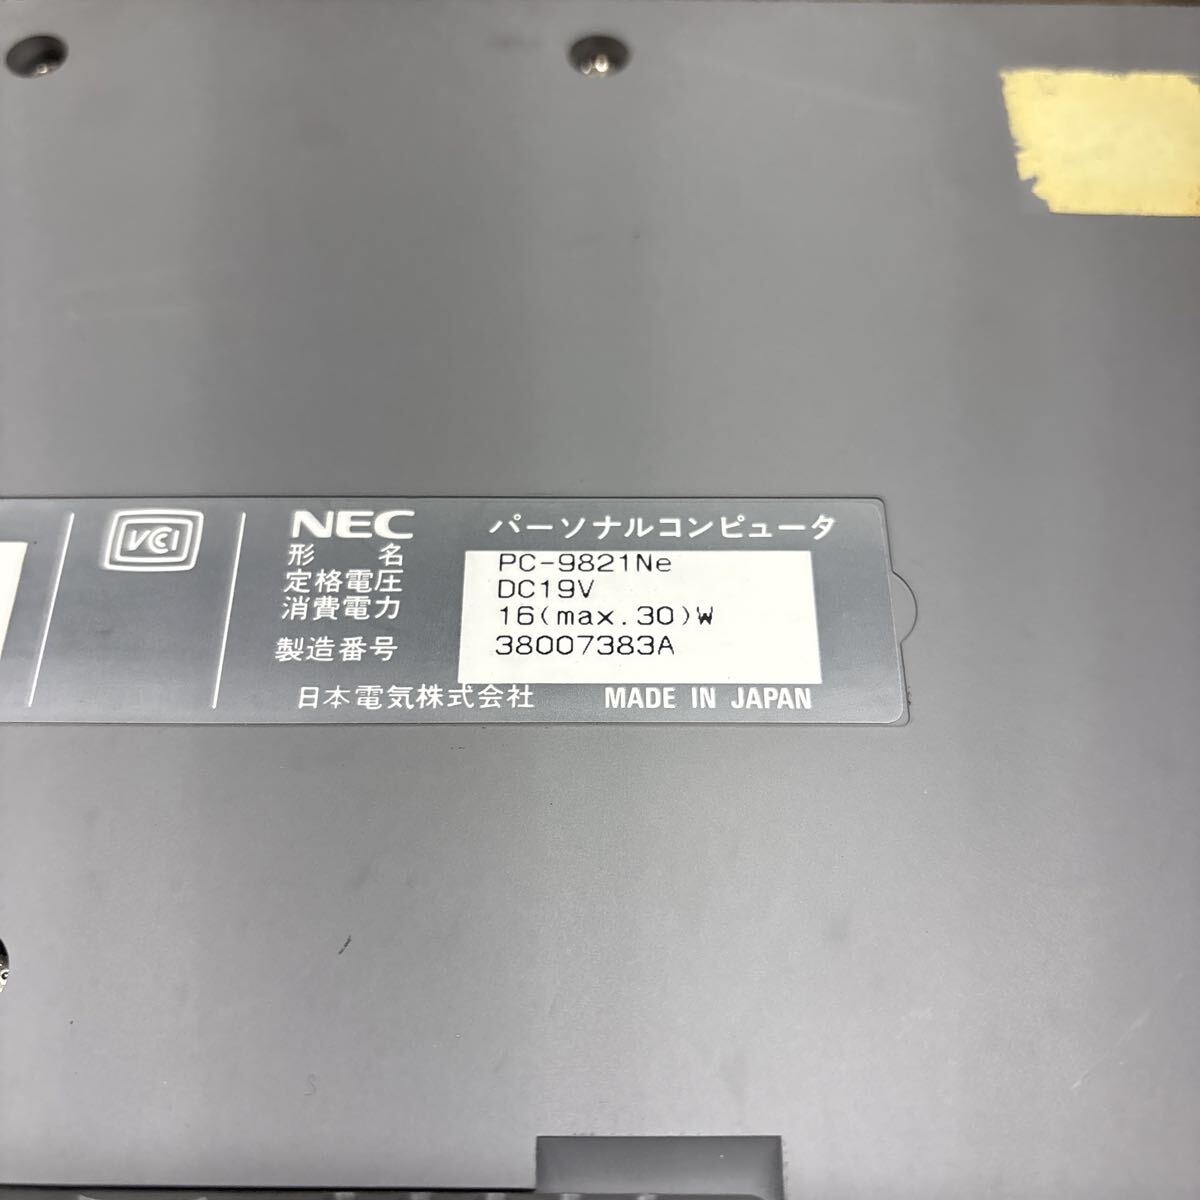 VCCI
NEC パーソナルコンピュータ
形名 PC-9821Ne
定格電圧 DC19V
消費電力 16(max.30)W
製造番号 38007383A
日本電気株式会社 MADE IN JAPAN